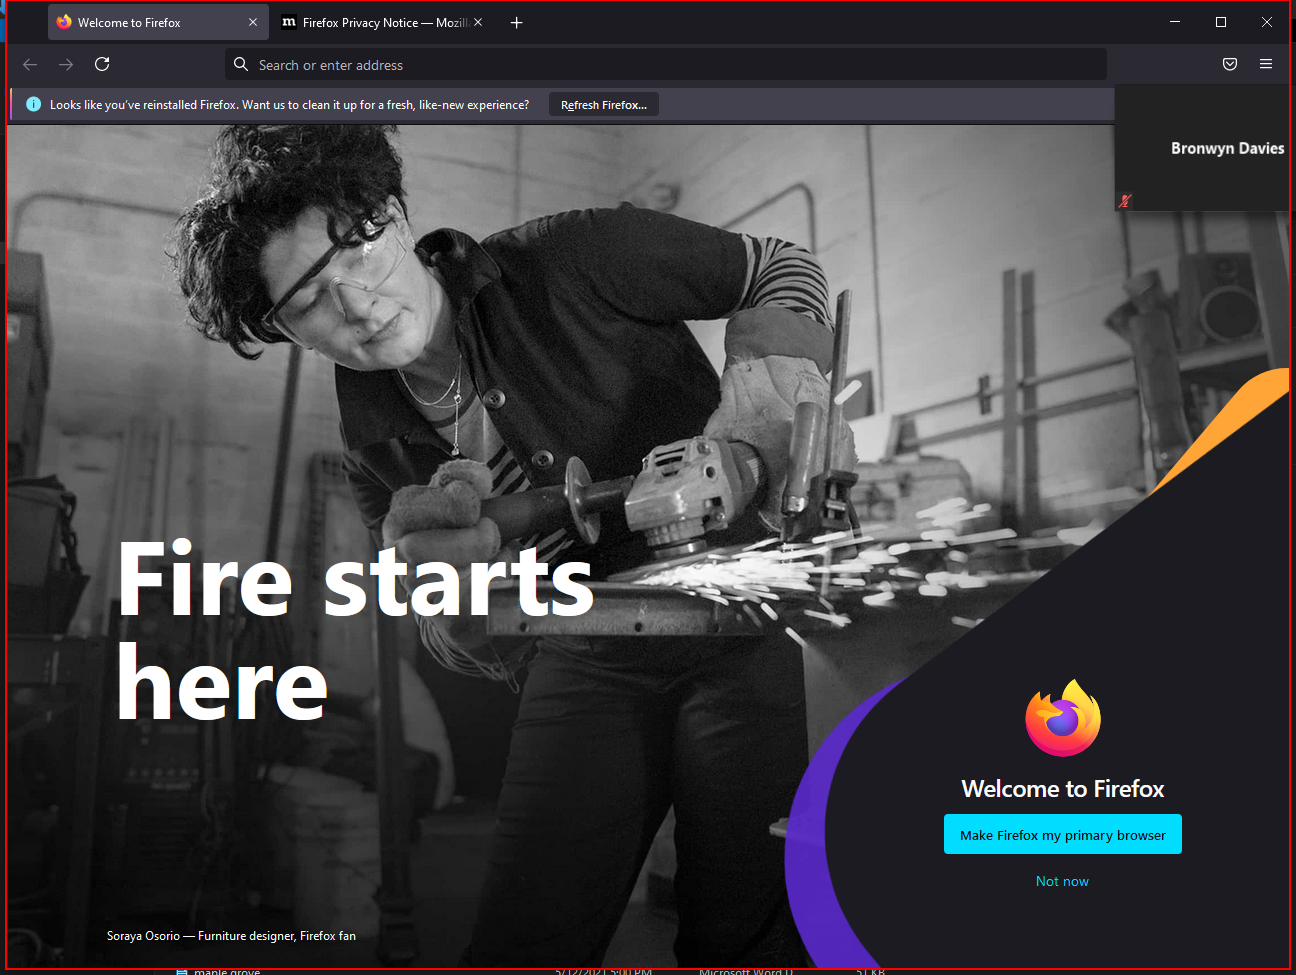 Welcome to Firefox
m Firefox Privacy Notice — Mozill
Search or enter address
Looks like you've reinstalled Firefox. Want us to clean it up for a fresh, like-new experience? Refresh Firefox...
Bronwyn Davies
Fire starts
here
Welcome to Firefox
Make Firefox my primary browser
Not now
Soraya Osorio — Furniture designer, Firefox fan
maple grove 5/12/2021 5:00 PM Microsoft Word D 51 KB